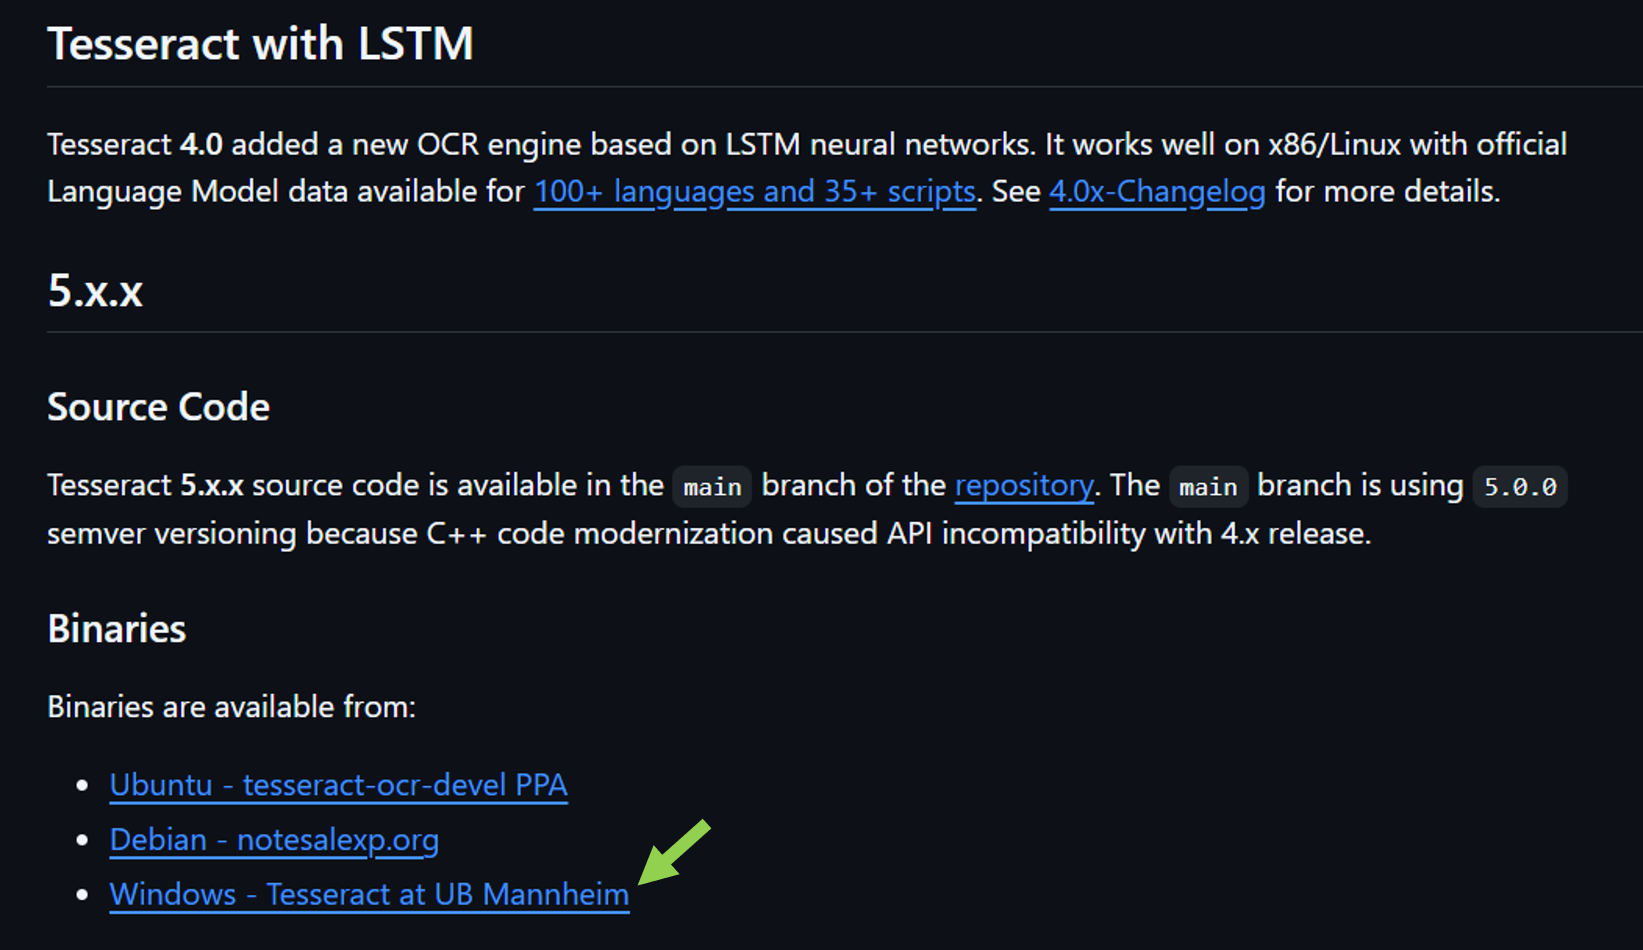 Tesseract with LSTM
Tesseract 4.0 added a new OCR engine based on LSTM neural networks. It works well on x86/Linux with official
Language Model data available for 100+ languages and 35+ scripts. See 4.0x-Changelog for more details.
5.x.x
Source Code
Tesseract 5.x.x source code is available in the main branch of the repository. The main branch is using 5.0.0
semver versioning because C++ code modernization caused API incompatibility with 4.x release.
Binaries
Binaries are available from:
• Ubuntu - tesseract-ocr-devel PPA
• Debian - notesalexp.org
• Windows - Tesseract at UB Mannheim